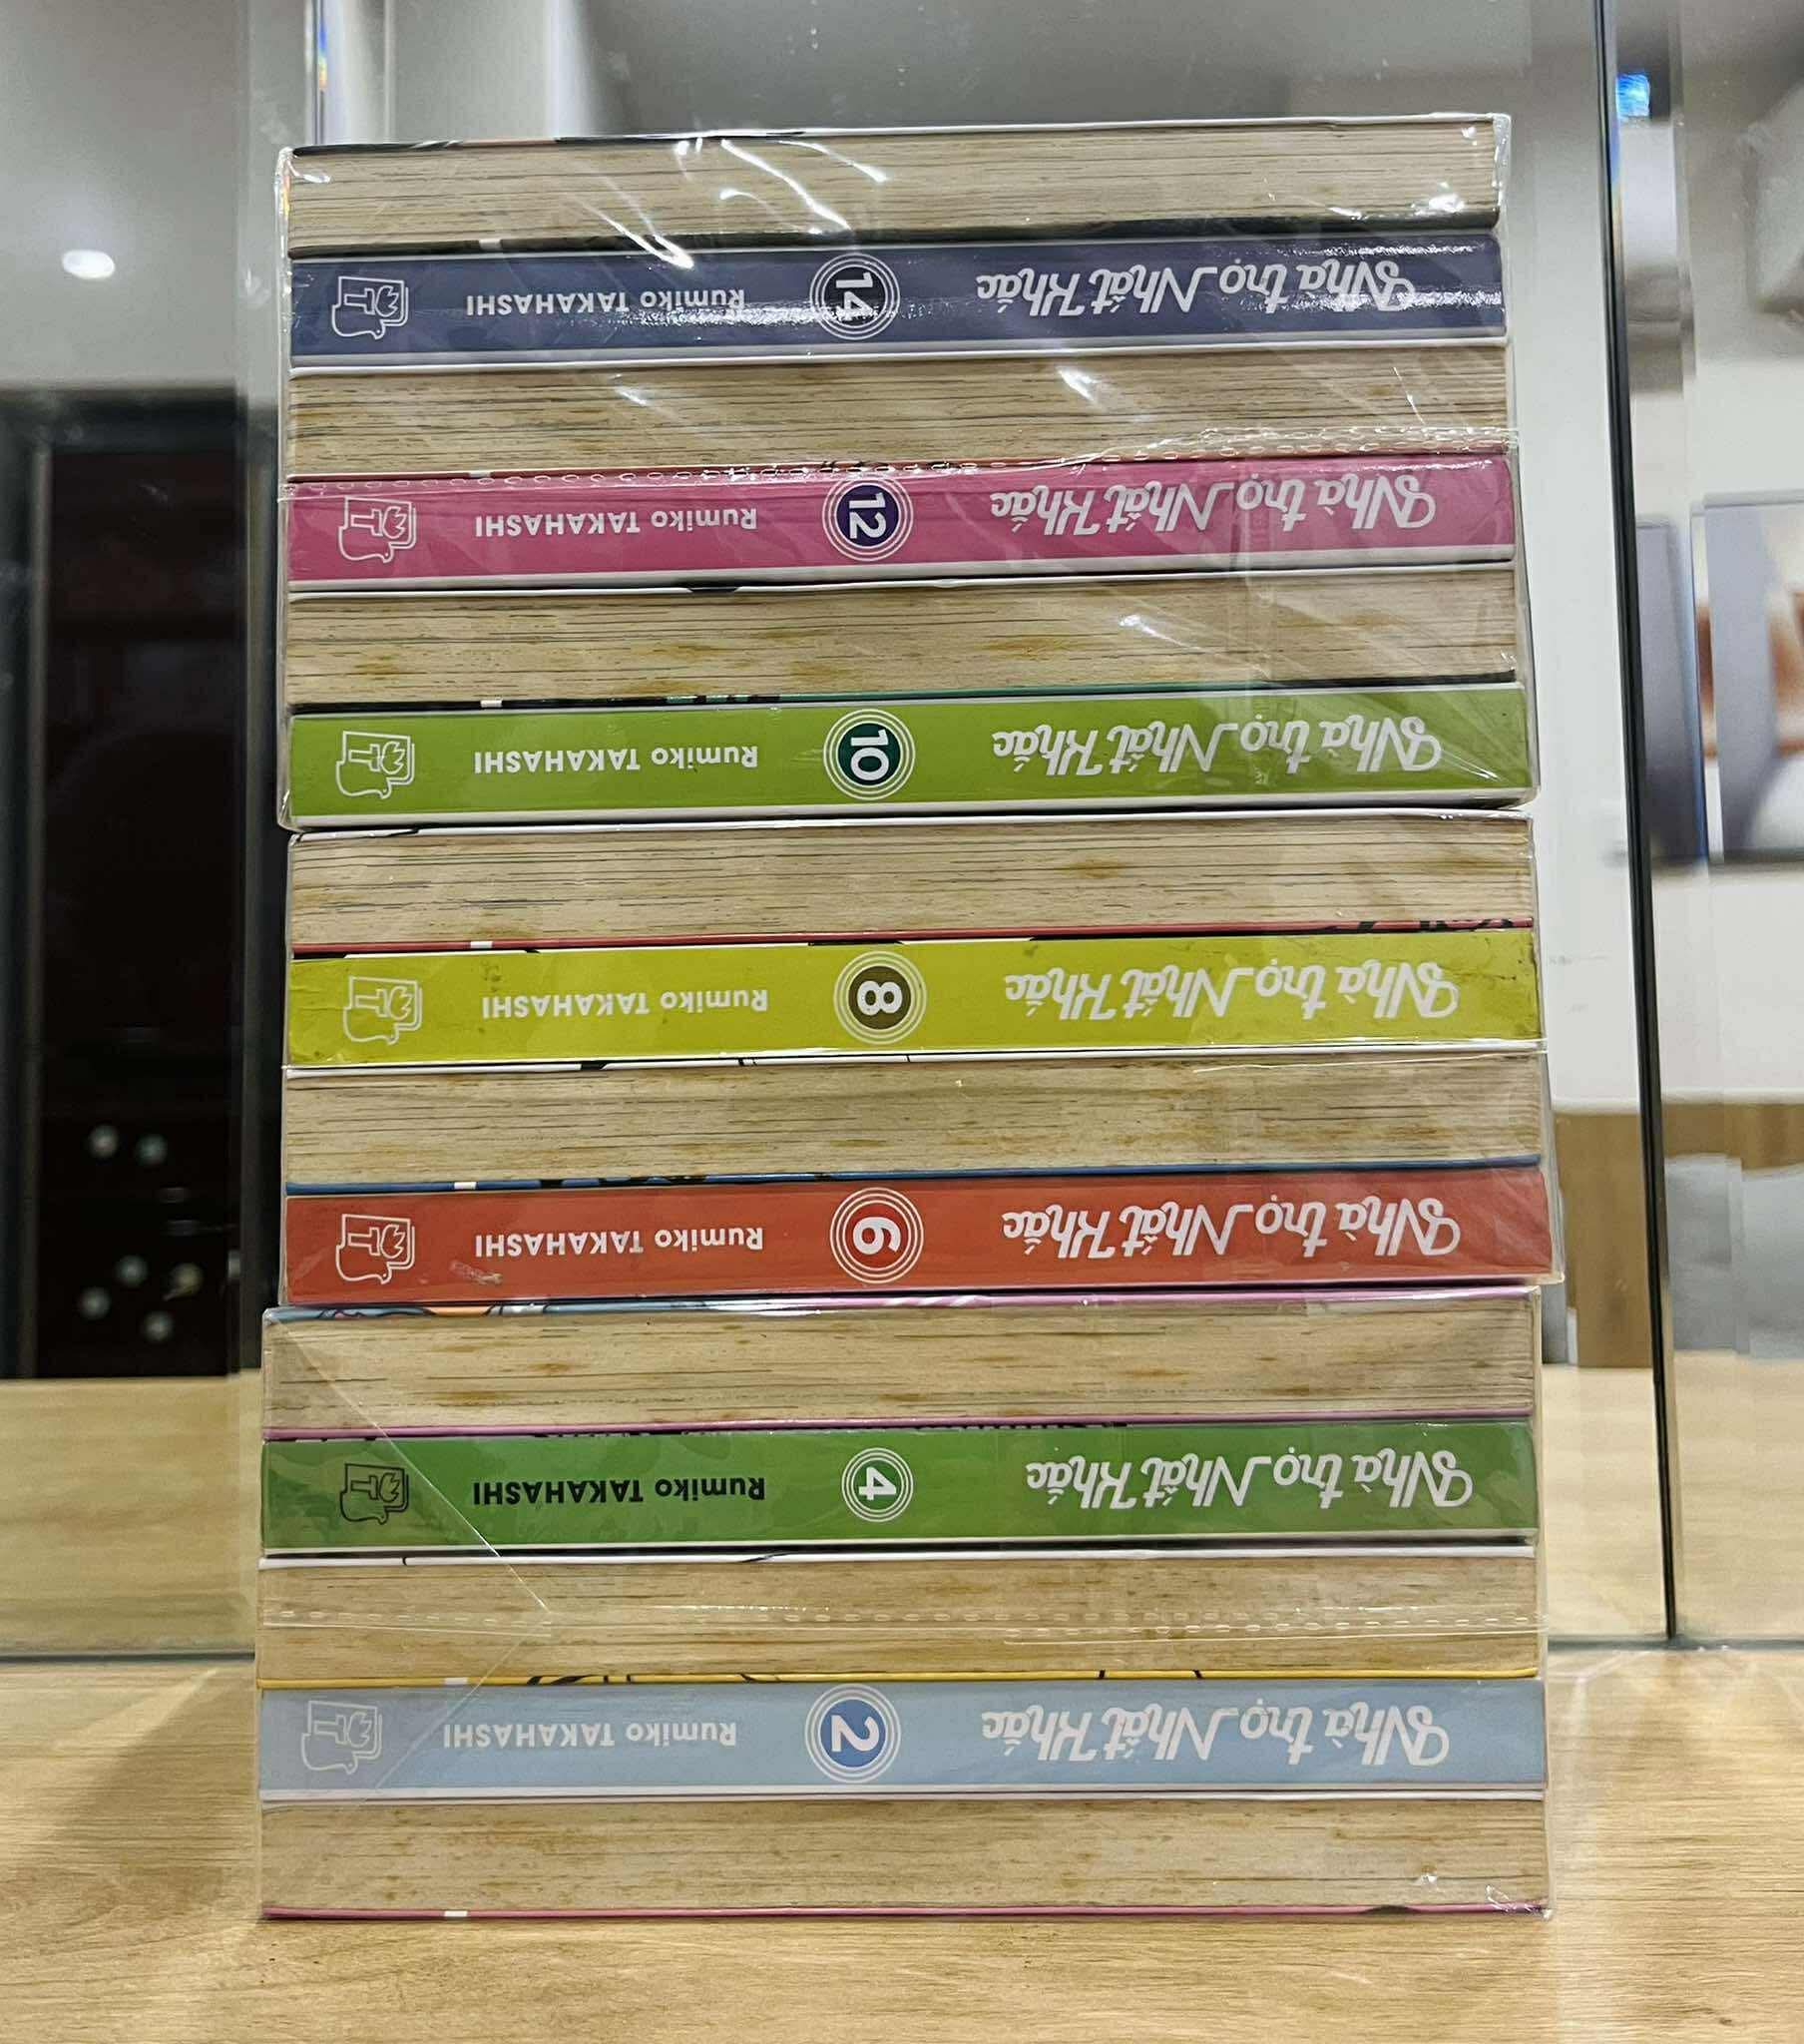 Nhà trọ Nhất Khắc 14 Rumiko TAKAHASHI
Nhà trọ Nhất Khắc 12 Rumiko TAKAHASHI
Nhà trọ Nhất Khắc 10 Rumiko TAKAHASHI
Nhà trọ Nhất Khắc 8 Rumiko TAKAHASHI
Nhà trọ Nhất Khắc 6 Rumiko TAKAHASHI
Nhà trọ Nhất Khắc 4 Rumiko TAKAHASHI
Nhà trọ Nhất Khắc 2 Rumiko TAKAHASHI